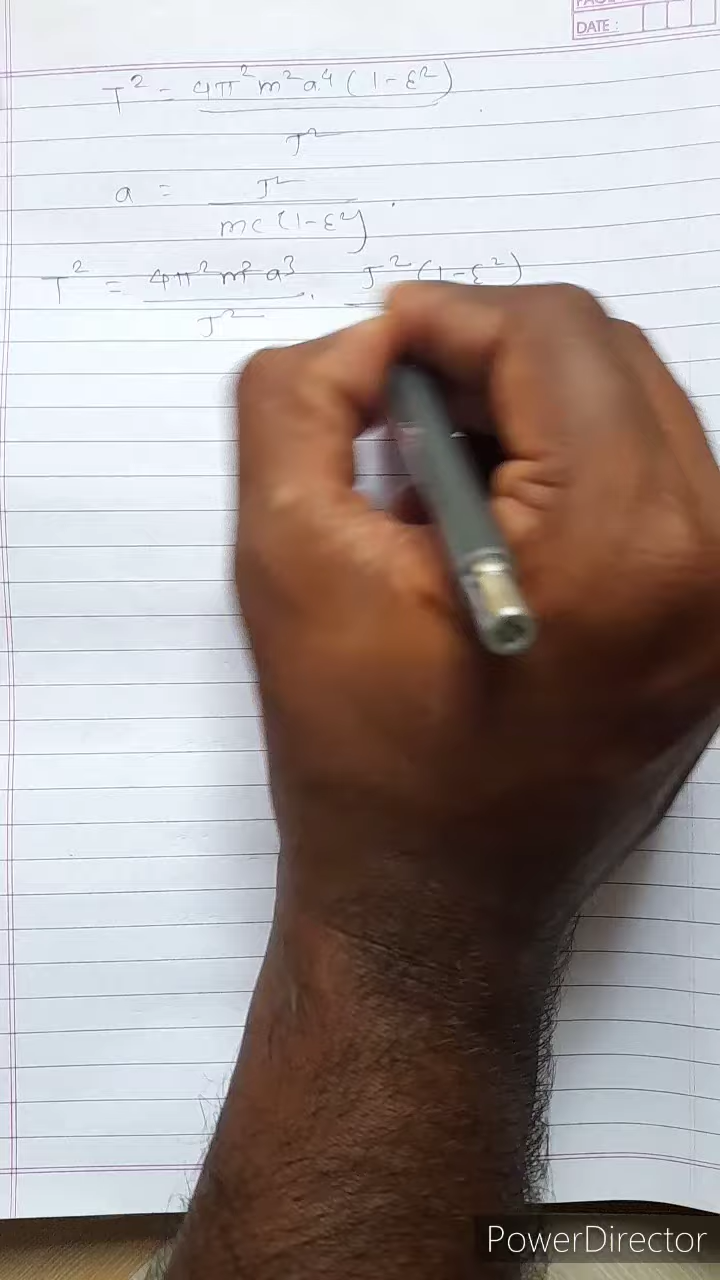 DATE :
T² = 4π²m²a⁴(1-ε²)
J²
a = J²
mc(1-ε²)
T² = 4π²m²a³ . J²(1-ε²)
J²
PowerDirector